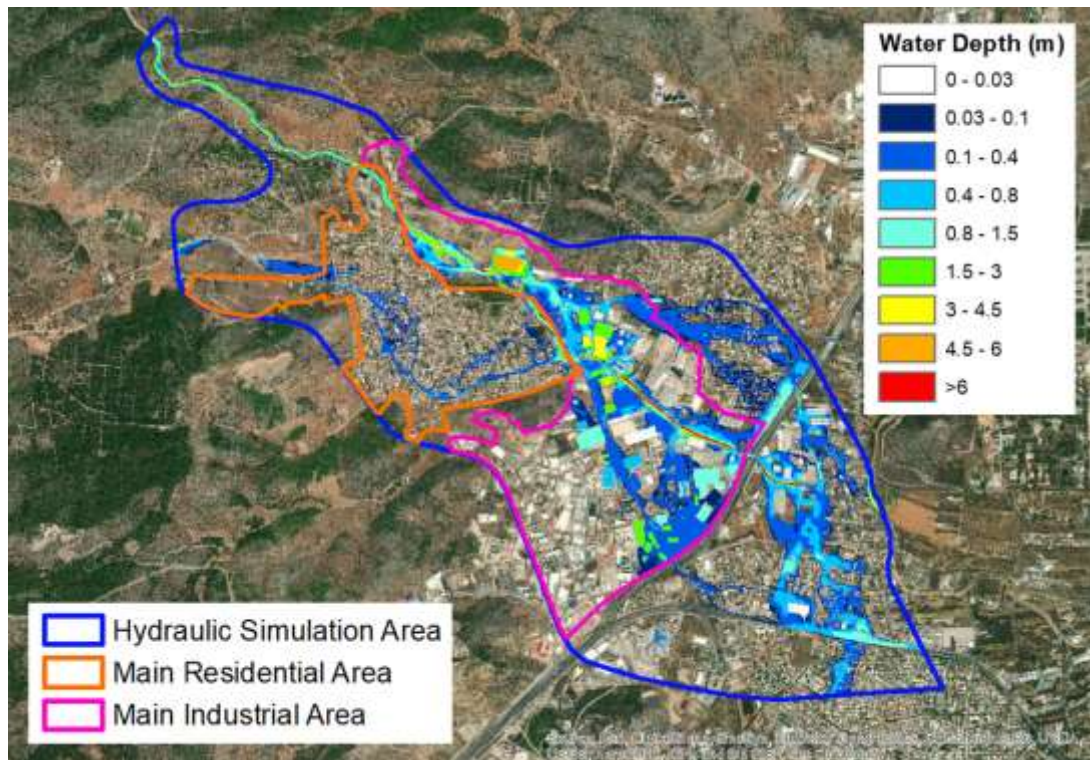 Water Depth (m)
0 - 0.03
0.03 - 0.1
0.1 - 0.4
0.4 - 0.8
0.8 - 1.5
1.5 - 3
3 - 4.5
4.5 - 6
>6
Hydraulic Simulation Area
Main Residential Area
Main Industrial Area